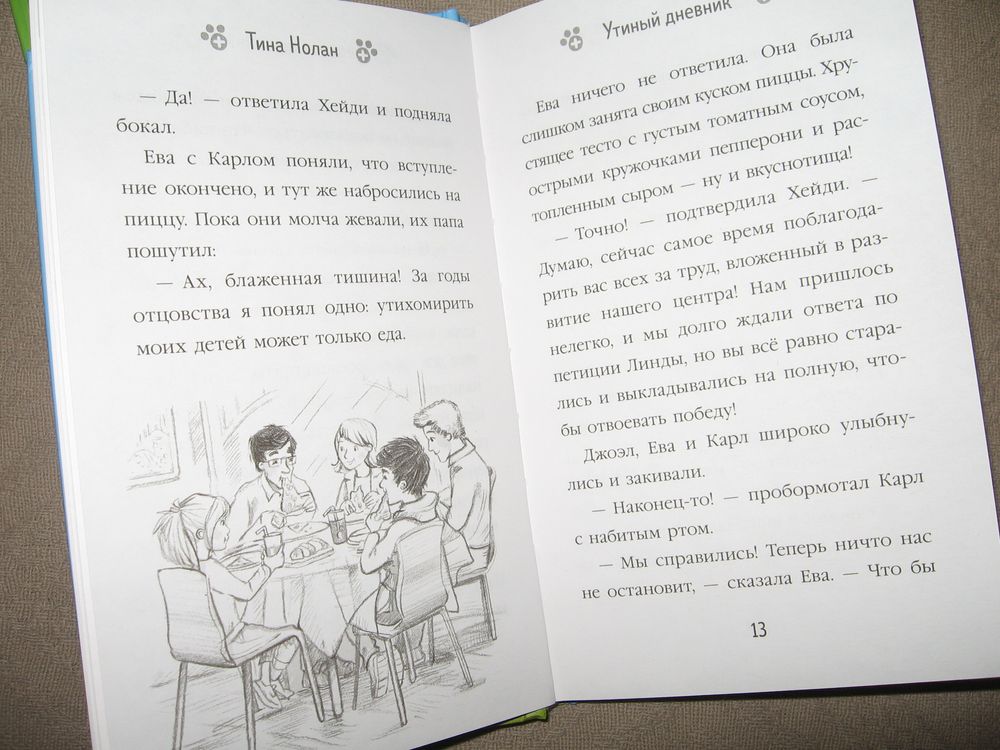 Тина Нолан
— Да! — ответила Хейди и подняла
бокал.
Ева с Карлом поняли, что вступле-
ние окончено, и тут же набросились на
пиццу. Пока они молча жевали, их папа
пошутил:
— Ах, блаженная тишина! За годы
отцовства я понял одно: утихомирить
моих детей может только еда.
Утиный дневник
Ева ничего не ответила. Она была
слишком занята своим куском пиццы. Хру-
стящее тесто с густым томатным соусом,
острыми кружочками пепперони и рас-
топленным сыром — ну и вкуснотища!
— Точно! — подтвердила Хейди. —
Думаю, сейчас самое время поблагода-
рить вас всех за труд, вложенный в раз-
витие нашего центра! Нам пришлось
нелегко, и мы долго ждали ответа по
петиции Линды, но вы всё равно стара-
лись и выкладывались на полную, что-
бы отвоевать победу!
Джоэл, Ева и Карл широко улыбну-
лись и закивали.
— Наконец-то! — пробормотал Карл
с набитым ртом.
— Мы справились! Теперь ничто нас
не остановит, — сказала Ева. — Что бы
13